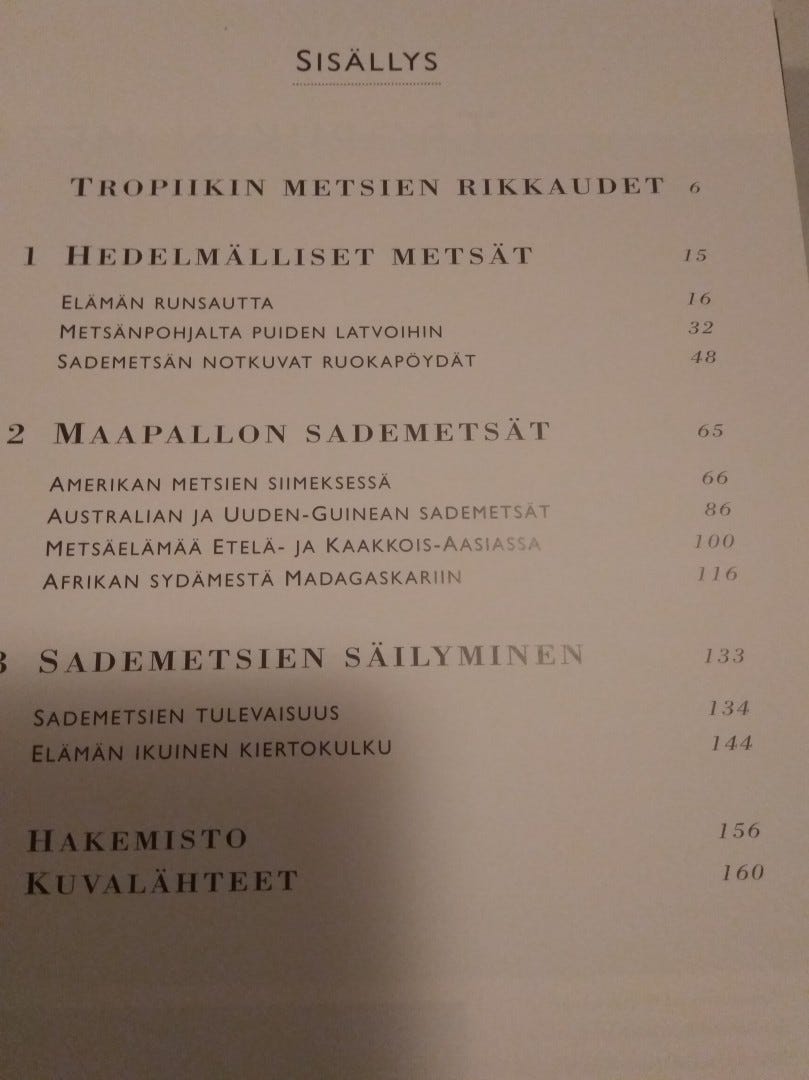 SISÄLLYS
TROPIIKIN METSIEN RIKKAUDET 6
1 HEDELMÄLLISET METSÄT 15
ELÄMÄN RUNSAUTTA 16
METSÄNPOHJALTA PUIDEN LATVOIHIN 32
SADEMETSÄN NOTKUVAT RUOKAPÖYDÄT 48
2 MAAPALLON SADEMETSÄT 65
AMERIKAN METSIEN SIIMEKSESSÄ 66
AUSTRALIAN JA UUDEN-GUINEAN SADEMETSÄT 86
METSÄELÄMÄÄ ETELÄ- JA KAAKKOIS-AASIASSA 100
AFRIKAN SYDÄMESTÄ MADAGASKARIIN 116
3 SADEMETSIEN SÄILYMINEN 133
SADEMETSIEN TULEVAISUUS 134
ELÄMÄN IKUINEN KIERTOKULKU 144
HAKEMISTO 156
KUVALÄHTEET 160